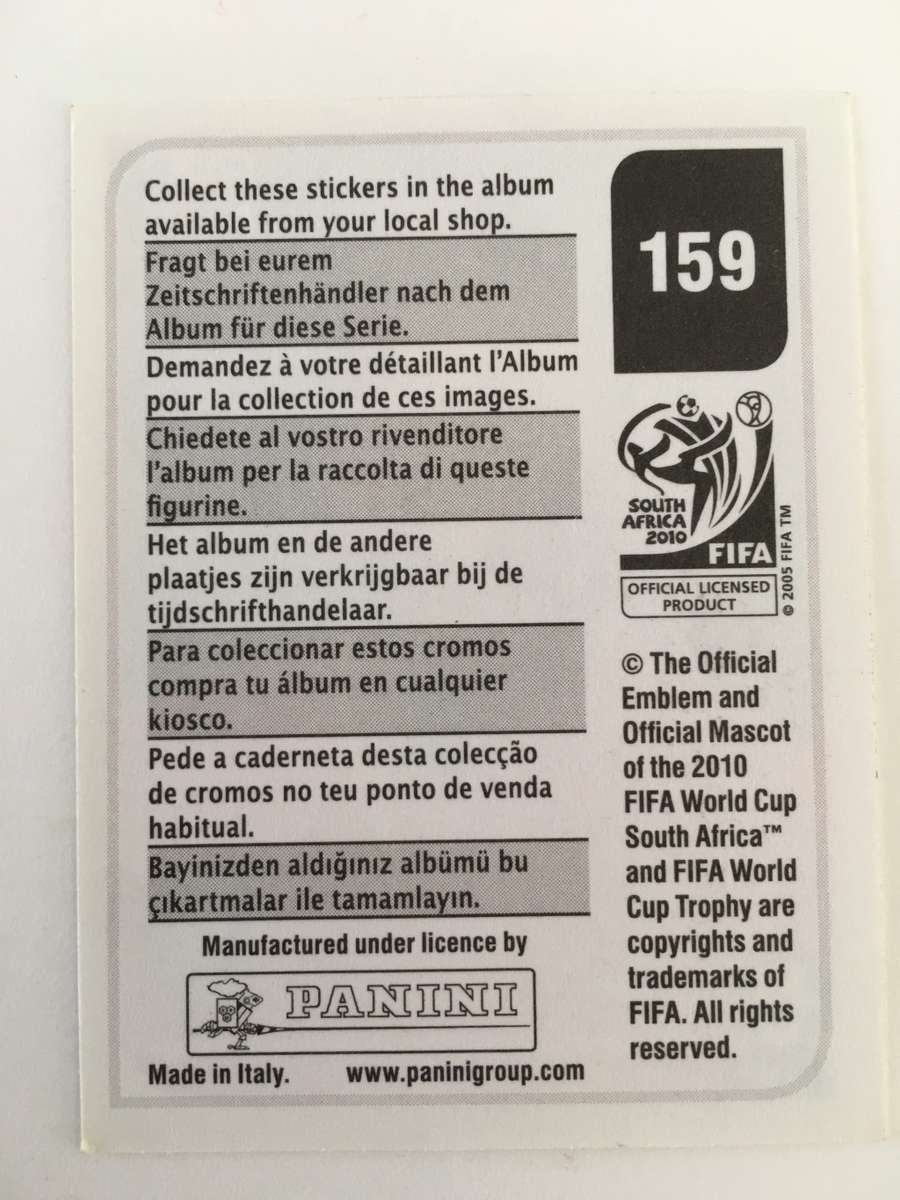 Collect these stickers in the album
available from your local shop.
Fragt bei eurem
Zeitschriftenhändler nach dem
Album für diese Serie.
Demandez à votre détaillant l'Album
pour la collection de ces images.
Chiedete al vostro rivenditore
l'album per la raccolta di queste
figurine.
Het album en de andere
plaatjes zijn verkrijgbaar bij de
tijdschrifthandelaar.
Para coleccionar estos cromos
compra tu álbum en cualquier
kiosco.
Pede a caderneta desta colecção
de cromos no teu ponto de venda
habitual.
Bayinizden aldığınız albümü bu
çıkartmalar ile tamamlayın.
Manufactured under licence by
PANINI
Made in Italy.
www.paninigroup.com
159
SOUTH
AFRICA
2010
FIFA
© 2005 FIFA TM
OFFICIAL LICENSED
PRODUCT
© The Official
Emblem and
Official Mascot
of the 2010
FIFA World Cup
South Africa™
and FIFA World
Cup Trophy are
copyrights and
trademarks of
FIFA. All rights
reserved.